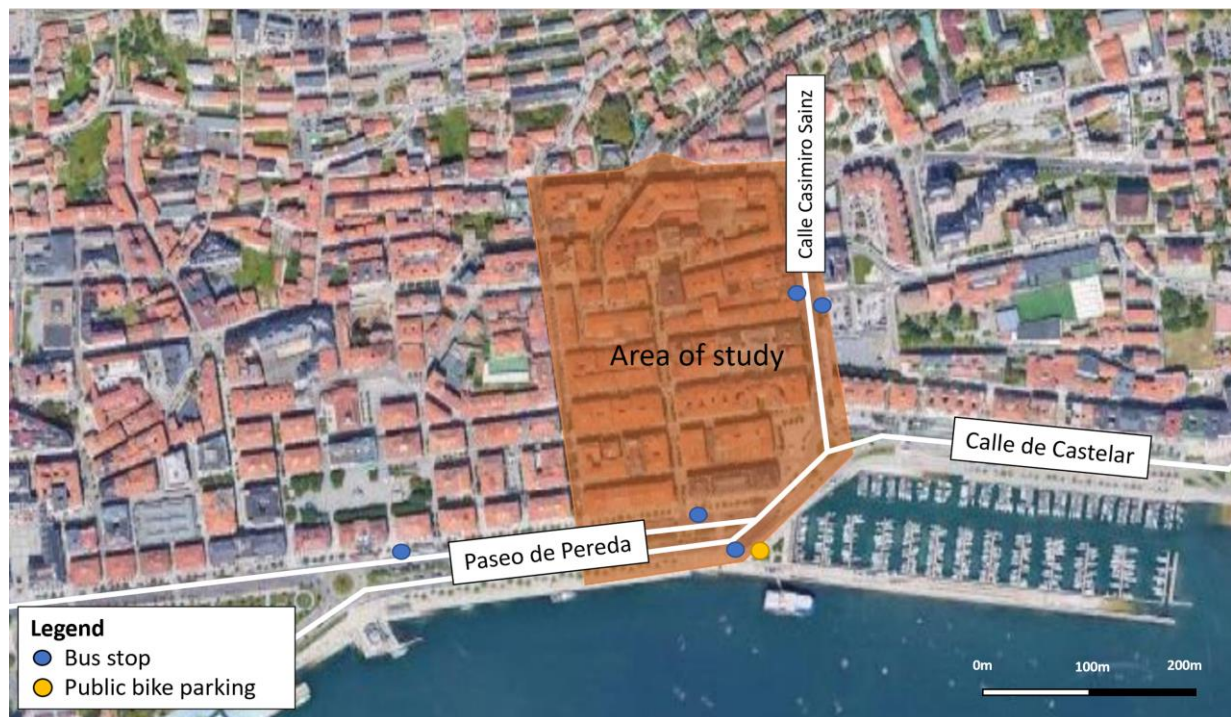 Calle Casimiro Sainz
Area of study
Calle de Castelar
Paseo de Pereda
Legend
Bus stop
Public bike parking
0m 100m 200m